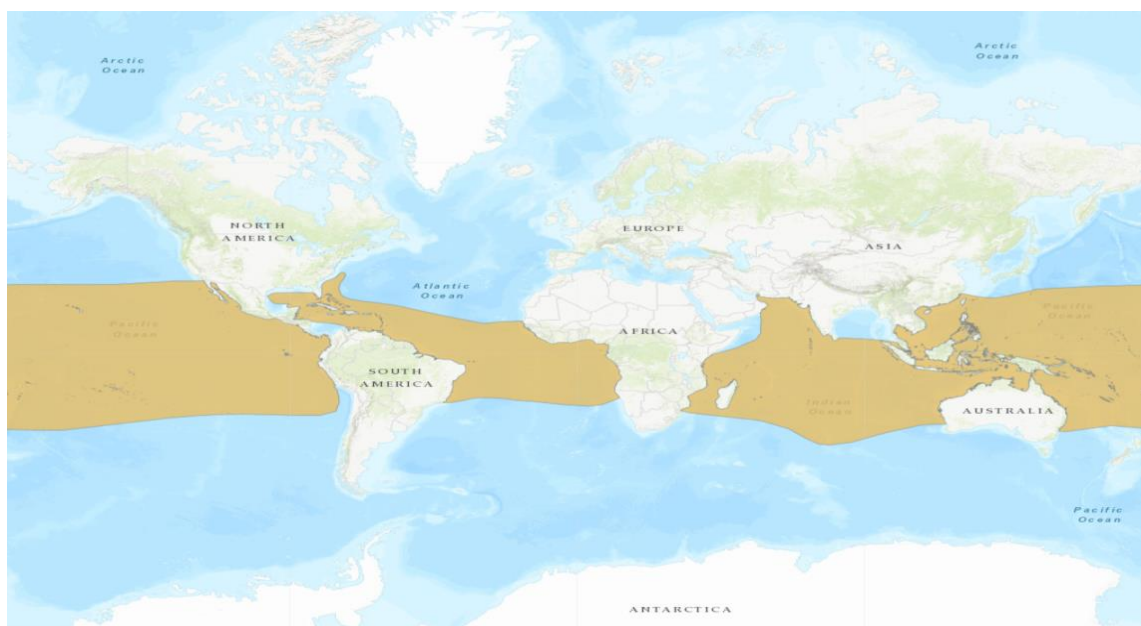 Arctic
Ocean
Arctic
Ocean
NORTH
AMERICA
EUROPE
ASIA
Atlantic
Ocean
Pacific
Ocean
AFRICA
Pacific
Ocean
SOUTH
AMERICA
Indian
Ocean
AUSTRALIA
Pacific
Ocean
ANTARCTICA